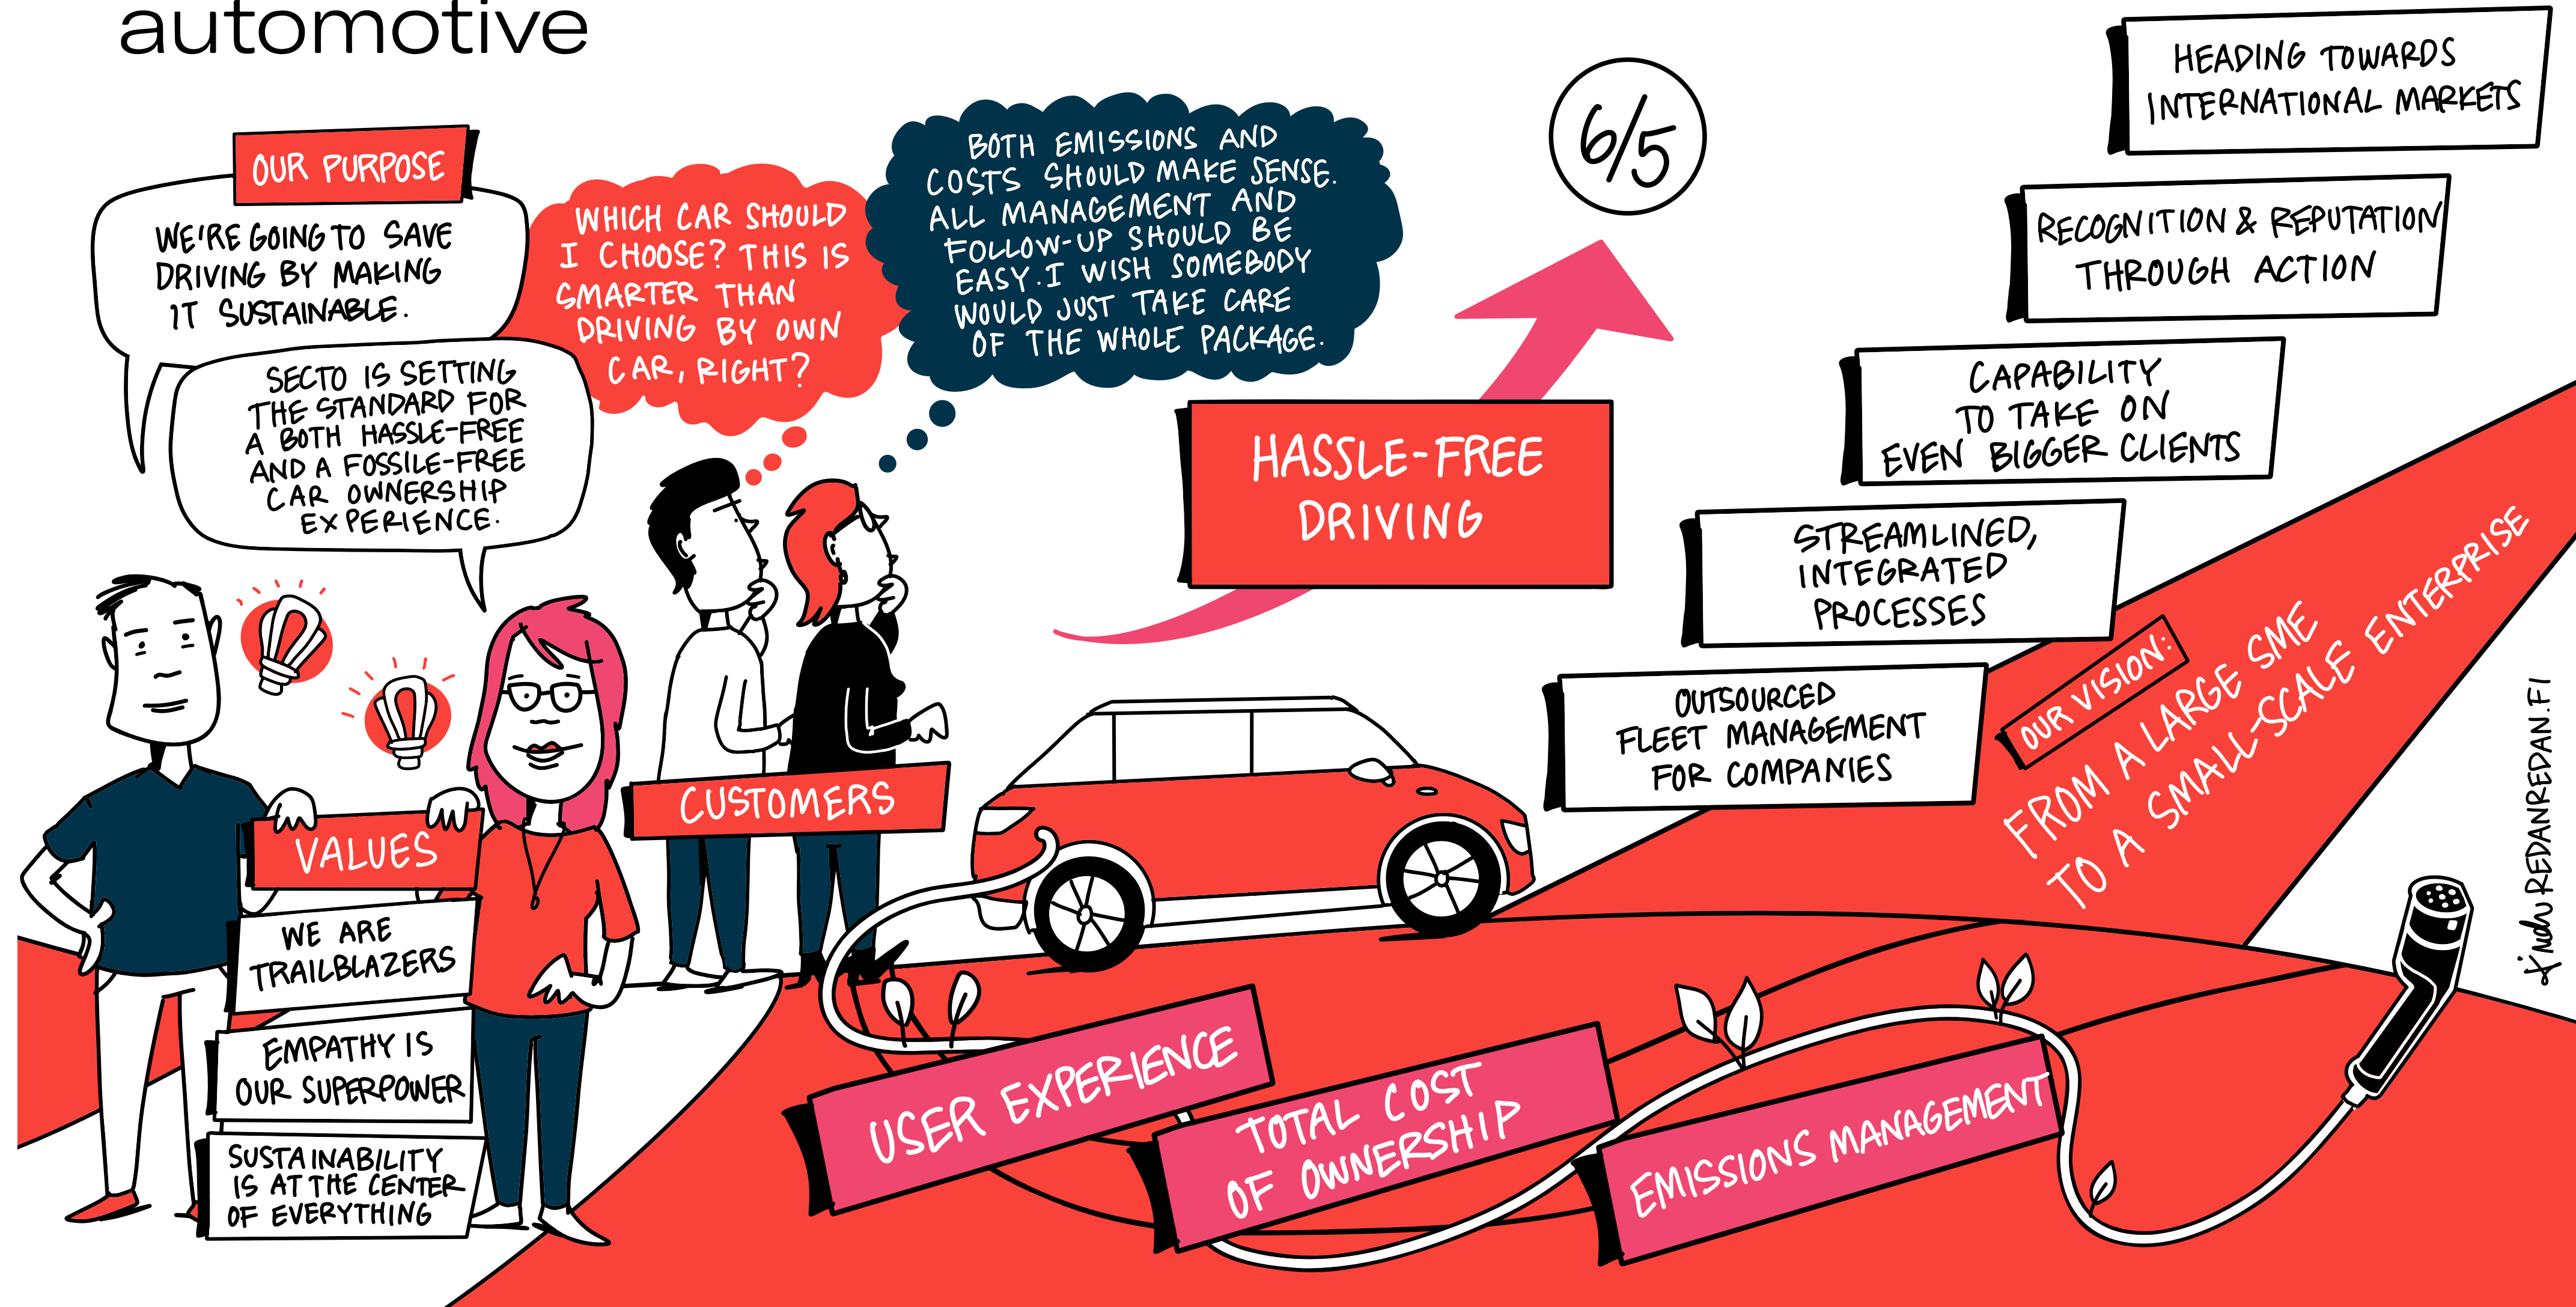 automotive
OUR PURPOSE
WE'RE GOING TO SAVE
DRIVING BY MAKING
IT SUSTAINABLE.
SECTO IS SETTING
THE STANDARD FOR
A BOTH HASSLE-FREE
AND A FOSSILE-FREE
CAR OWNERSHIP
EXPERIENCE.
WHICH CAR SHOULD
I CHOOSE? THIS IS
SMARTER THAN
DRIVING BY OWN
CAR, RIGHT?
BOTH EMISSIONS AND
COSTS SHOULD MAKE SENSE.
ALL MANAGEMENT AND
FOLLOW-UP SHOULD BE
EASY. I WISH SOMEBODY
WOULD JUST TAKE CARE
OF THE WHOLE PACKAGE.
VALUES
WE ARE
TRAILBLAZERS
EMPATHY IS
OUR SUPERPOWER
SUSTAINABILITY
IS AT THE CENTER
OF EVERYTHING
CUSTOMERS
HASSLE-FREE
DRIVING
6/5
HEADING TOWARDS
INTERNATIONAL MARKETS
RECOGNITION & REPUTATION
THROUGH ACTION
CAPABILITY
TO TAKE ON
EVEN BIGGER CLIENTS
STREAMLINED,
INTEGRATED
PROCESSES
OUTSOURCED
FLEET MANAGEMENT
FOR COMPANIES
OUR VISION:
FROM A LARGE SME
TO A SMALL-SCALE ENTERPRISE
USER EXPERIENCE
TOTAL COST
OF OWNERSHIP
EMISSIONS MANAGEMENT
REDANREDAN.FI